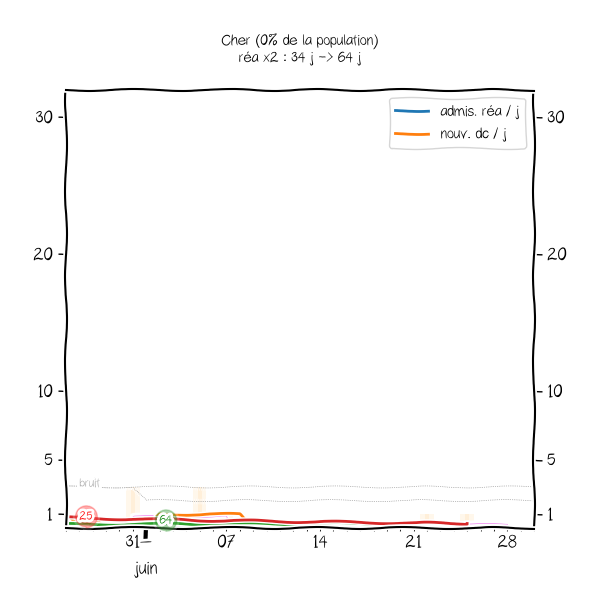 Cher (0% de la population)
réa x2 : 34 j -> 64 j
admis. réa / j
nouv. dc / j
30
30
20
20
10
10
5
5
bruit
1
1
25
64
31
07
14
21
28
juin